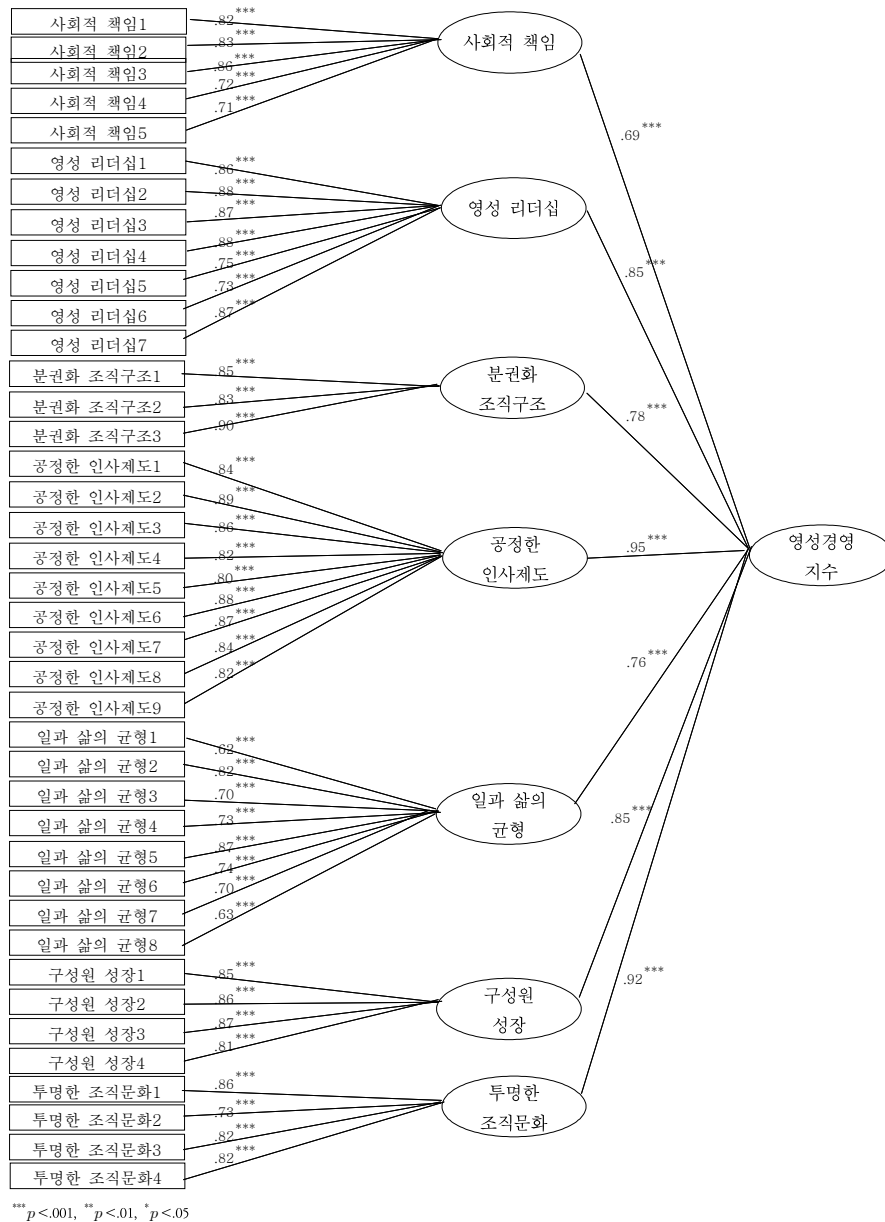 사회적 책임1
사회적 책임2
사회적 책임3
사회적 책임4
사회적 책임5
.82***
.83***
.86***
.72***
.71***
사회적 책임
.69***
영성 리더십1
영성 리더십2
영성 리더십3
영성 리더십4
영성 리더십5
영성 리더십6
영성 리더십7
.86***
.88***
.87***
.88***
.75***
.73***
.87***
영성 리더십
.85***
분권화 조직구조1
분권화 조직구조2
분권화 조직구조3
.85***
.83***
.90***
분권화
조직구조
.78***
공정한 인사제도1
공정한 인사제도2
공정한 인사제도3
공정한 인사제도4
공정한 인사제도5
공정한 인사제도6
공정한 인사제도7
공정한 인사제도8
공정한 인사제도9
.84***
.89***
.86***
.82***
.80***
.88***
.87***
.84***
.82***
공정한
인사제도
.95***
영성경영
지수
일과 삶의 균형1
일과 삶의 균형2
일과 삶의 균형3
일과 삶의 균형4
일과 삶의 균형5
일과 삶의 균형6
일과 삶의 균형7
일과 삶의 균형8
.62***
.82***
.70***
.73***
.87***
.74***
.70***
.63***
일과 삶의
균형
.76***
구성원 성장1
구성원 성장2
구성원 성장3
구성원 성장4
.85***
.86***
.87***
.81***
구성원
성장
.85***
투명한 조직문화1
투명한 조직문화2
투명한 조직문화3
투명한 조직문화4
.86***
.73***
.82***
.82***
투명한
조직문화
.92***
***p<.001, **p<.01, *p<.05